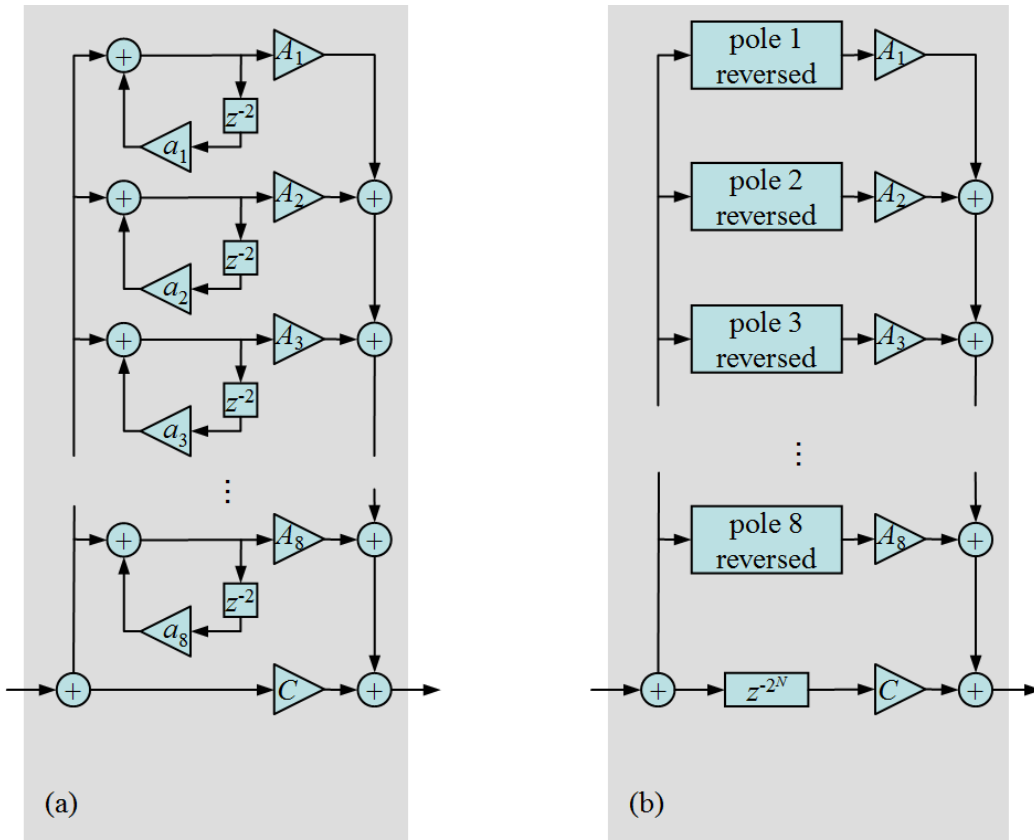 +
A₁
z⁻²
a₁
+
A₂
+
z⁻²
a₂
+
A₃
+
z⁻²
a₃
⋮
+
A₈
+
z⁻²
a₈
+
C
+
(a)
pole 1
reversed
A₁
pole 2
reversed
A₂
+
pole 3
reversed
A₃
+
⋮
pole 8
reversed
A₈
+
+
z^{-2^N}
C
+
(b)